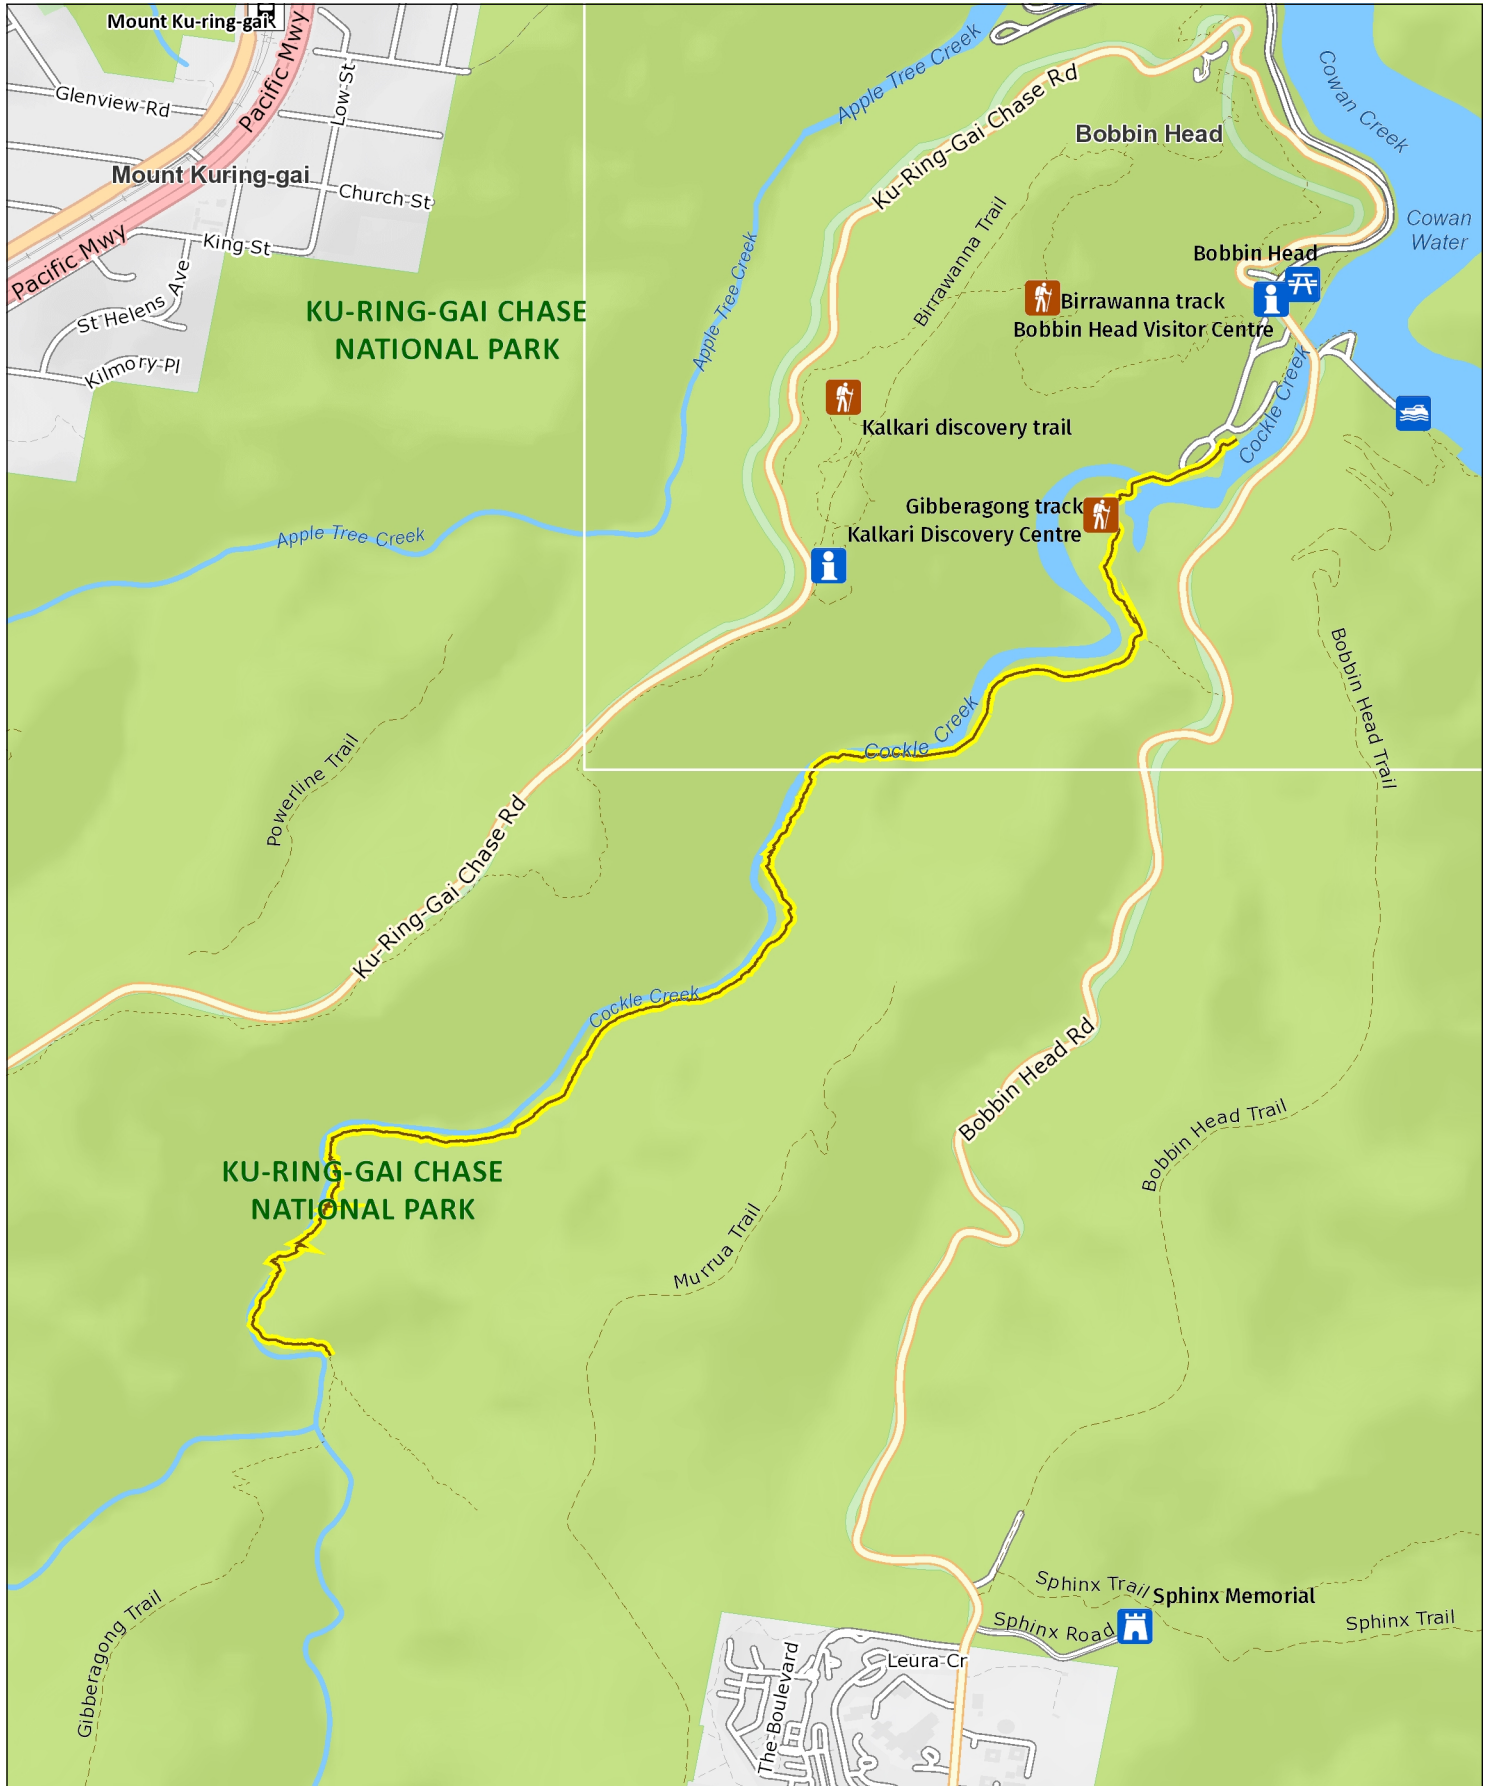 Mount Ku-ring-gai
Pacific Mwy
Low St
Glenview Rd
Mount Kuring-gai
Church St
King St
Pacific Mwy
St Helens Ave
Kilmory Pl
KU-RING-GAI CHASE
NATIONAL PARK
Apple Tree Creek
Ku-Ring-Gai Chase Rd
Bobbin Head
Cowan Creek
Cowan
Water
Apple Tree Creek
Birrawanna Trail
Bobbin Head
Birrawanna track
Bobbin Head Visitor Centre
Cockle Creek
Kalkari discovery trail
Gibberagong track
Kalkari Discovery Centre
Apple Tree Creek
Bobbin Head Trail
Cockle Creek
Powerline Trail
Ku-Ring-Gai Chase Rd
Cockle Creek
Bobbin Head Rd
Bobbin Head Trail
KU-RING-GAI CHASE
NATIONAL PARK
Murrua Trail
Gibberagong Trail
Sphinx Trail
Sphinx Memorial
Sphinx Road
Sphinx Trail
Leura Cr
The Boulevard